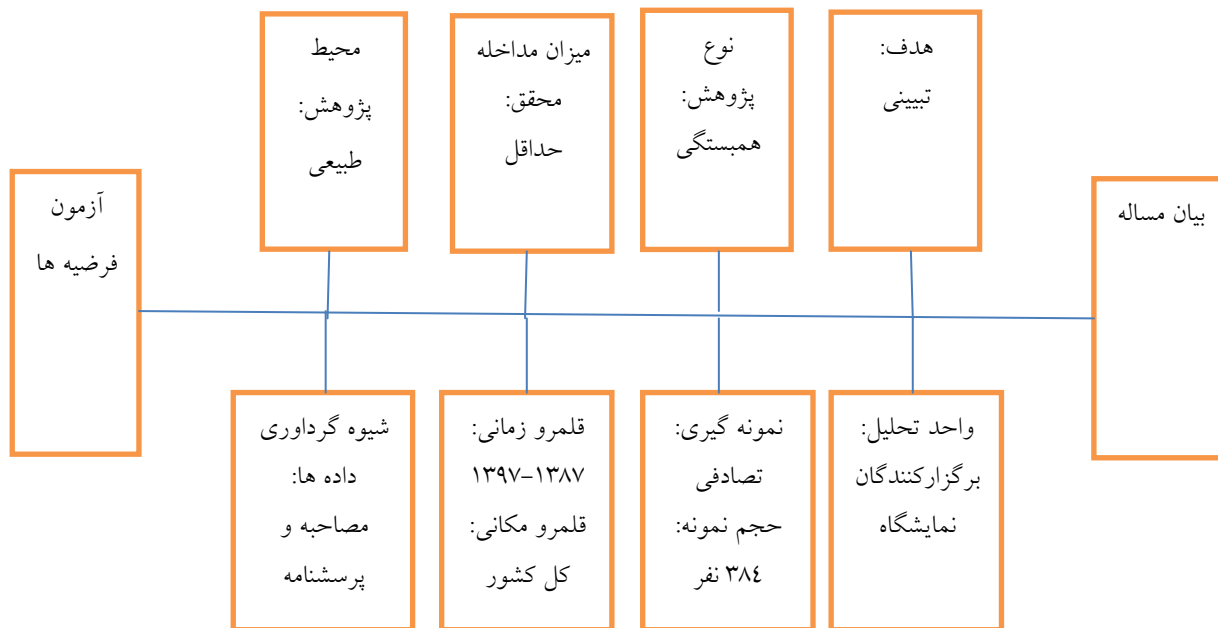 بیان مساله
هدف:
تبیینی
نوع
پژوهش:
همبستگی
میزان مداخله
محقق:
حداقل
محیط
پژوهش:
طبیعی
واحد تحلیل:
برگزارکنندگان
نمایشگاه
نمونه گیری:
تصادفی
حجم نمونه:
۳۸٤ نفر
قلمرو زمانی:
۱۳۹۷-۱۳۸۷
قلمرو مکانی:
کل کشور
شیوه گرداوری
داده ها:
مصاحبه و
پرسشنامه
آزمون
فرضیه ها